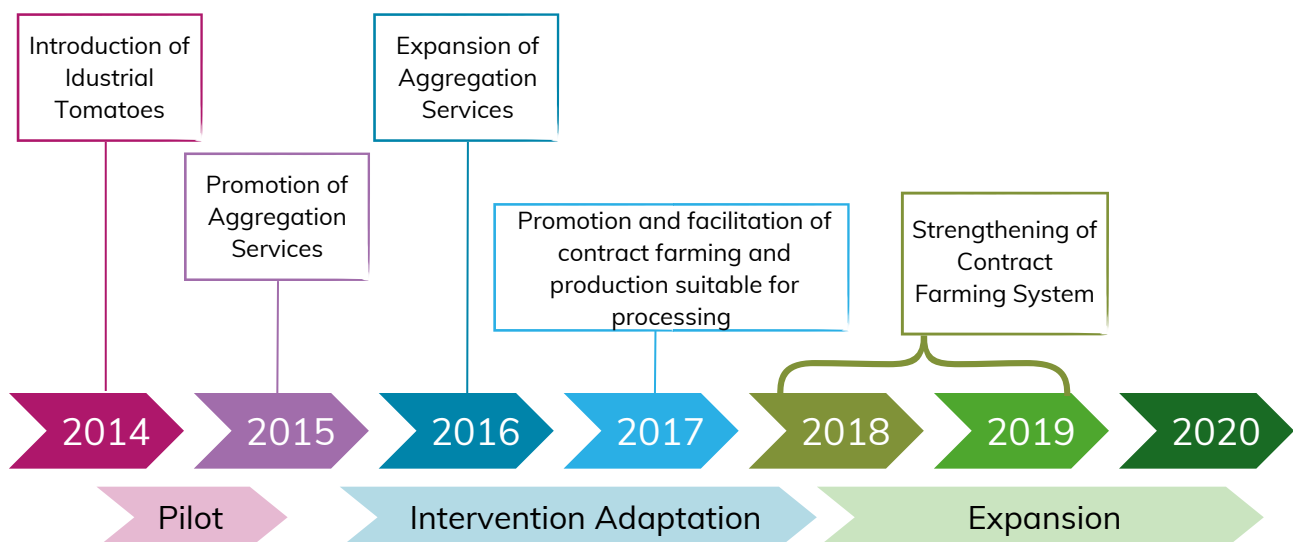 Introduction of
Idustrial
Tomatoes
Expansion of
Aggregation
Services
Promotion of
Aggregation
Services
Promotion and facilitation of
contract farming and
production suitable for
processing
Strengthening of
Contract
Farming System
2014
2015
2016
2017
2018
2019
2020
Pilot
Intervention Adaptation
Expansion